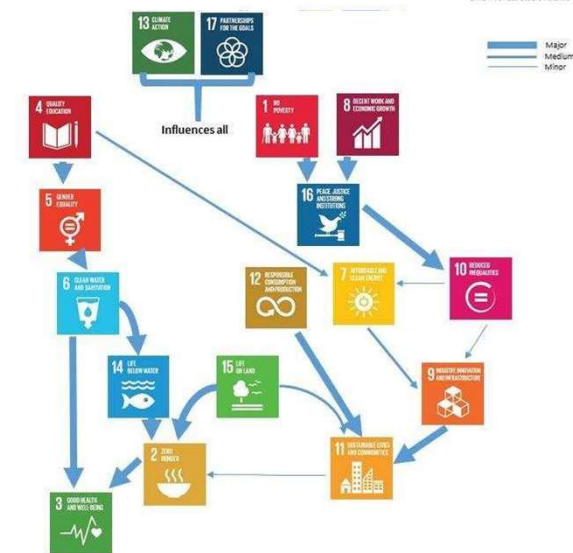 13 CLIMATE
ACTION
17 PARTNERSHIPS
FOR THE GOALS
Major
Medium
Minor
Influences all
4 QUALITY
EDUCATION
1 NO
POVERTY
8 DECENT WORK AND
ECONOMIC GROWTH
5 GENDER
EQUALITY
16 PEACE, JUSTICE
AND STRONG
INSTITUTIONS
6 CLEAN WATER
AND SANITATION
12 RESPONSIBLE
CONSUMPTION
AND PRODUCTION
7 AFFORDABLE AND
CLEAN ENERGY
10 REDUCED
INEQUALITIES
14 LIFE
BELOW WATER
15 LIFE
ON LAND
9 INDUSTRY, INNOVATION
AND INFRASTRUCTURE
2 ZERO
HUNGER
11 SUSTAINABLE CITIES
AND COMMUNITIES
3 GOOD HEALTH
AND WELL-BEING